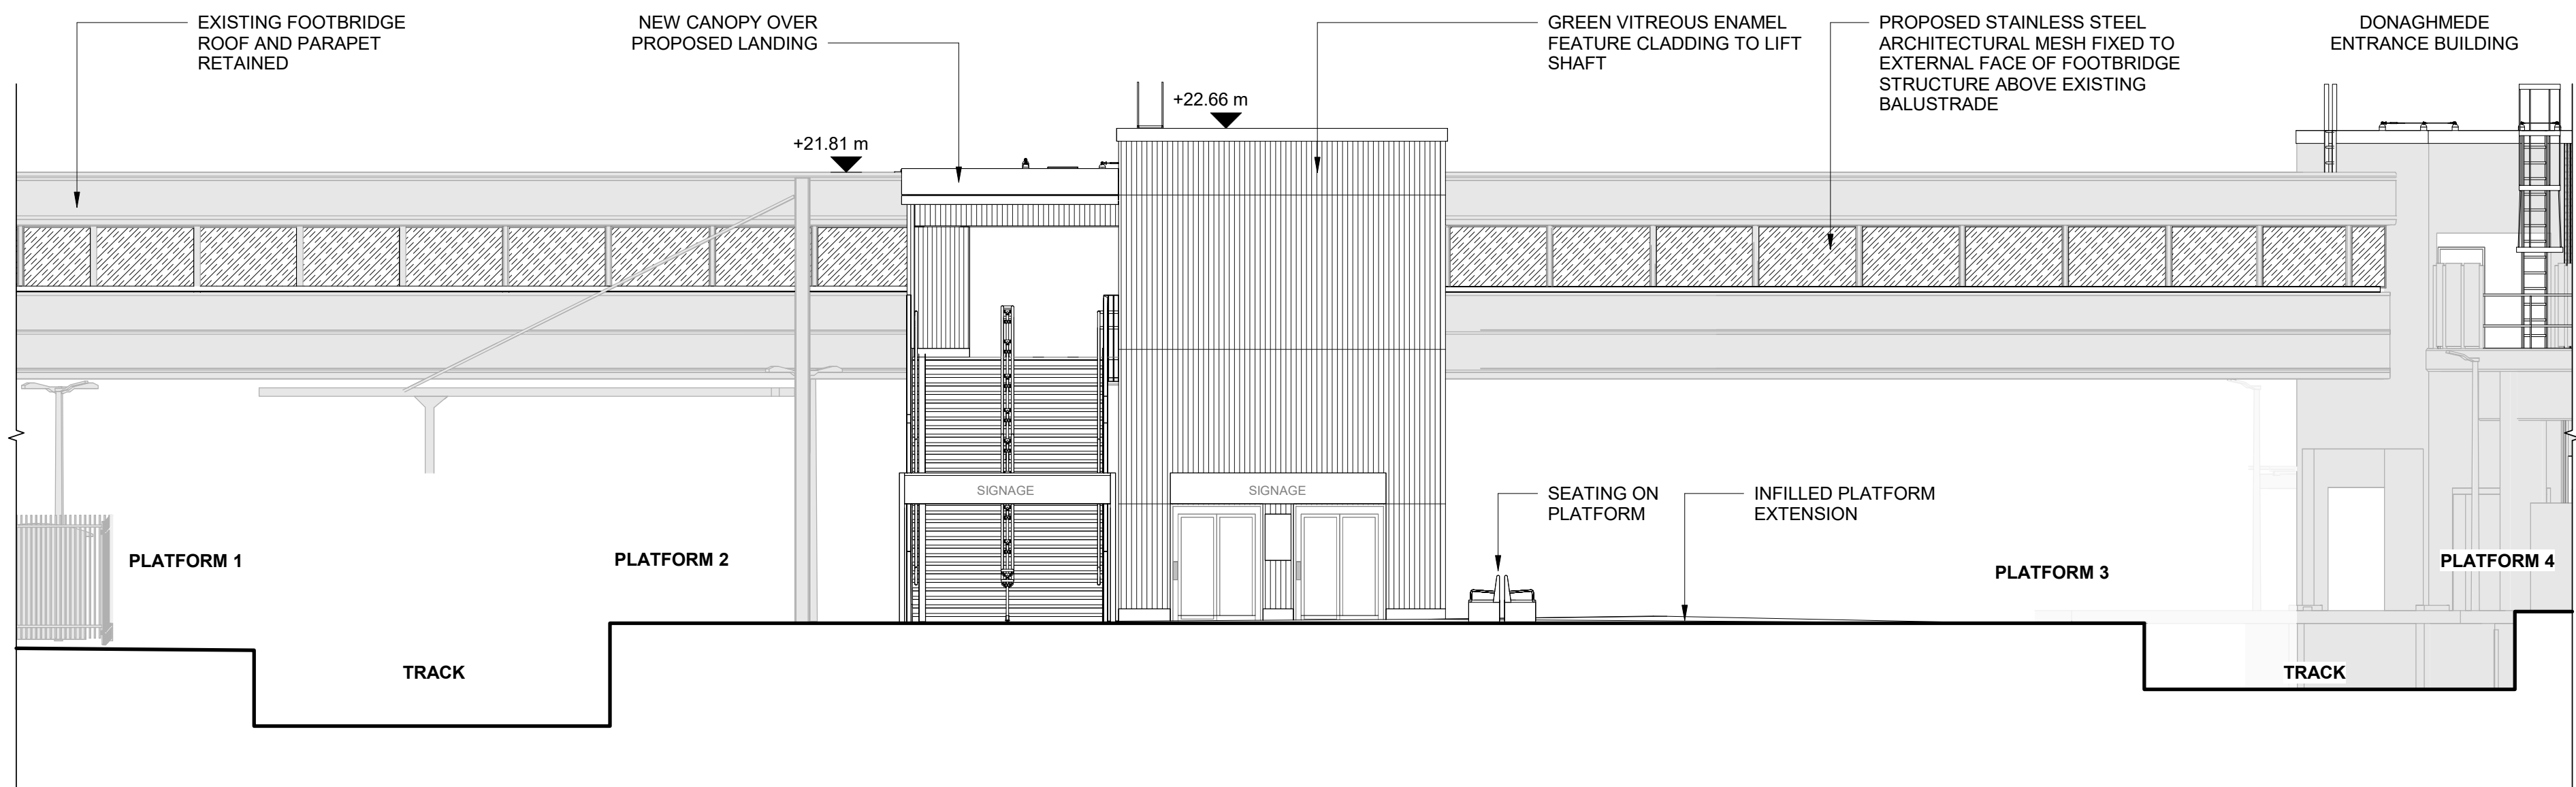 EXISTING FOOTBRIDGE
ROOF AND PARAPET
RETAINED
NEW CANOPY OVER
PROPOSED LANDING
GREEN VITREOUS ENAMEL
FEATURE CLADDING TO LIFT
SHAFT
PROPOSED STAINLESS STEEL
ARCHITECTURAL MESH FIXED TO
EXTERNAL FACE OF FOOTBRIDGE
STRUCTURE ABOVE EXISTING
BALUSTRADE
DONAGHMEDE
ENTRANCE BUILDING
+22.66 m
+21.81 m
SIGNAGE
SIGNAGE
SEATING ON
PLATFORM
INFILLED PLATFORM
EXTENSION
PLATFORM 1
PLATFORM 2
PLATFORM 3
PLATFORM 4
TRACK
TRACK